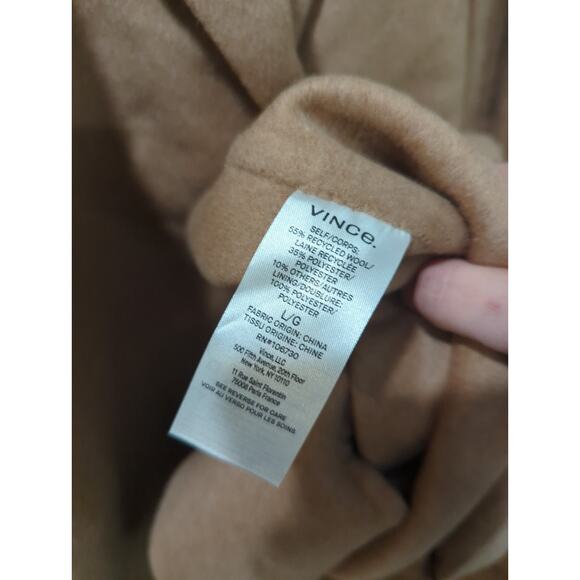 VINCE.
SELF/CORPS:
55% RECYCLED WOOL/
LAINE RECYCLÉE
35% POLYESTER/
POLYESTER
10% OTHERS/AUTRES
LINING/DOUBLURE:
100% POLYESTER/
POLYESTER
L/G
FABRIC ORIGIN: CHINA
TISSU ORIGINE: CHINE
RN#106730
Vince, LLC
500 Fifth Avenue, 20th Floor
New York, NY 10110
11 Rue Saint Florentin
75008 Paris France
SEE REVERSE FOR CARE
VOIR AU VERSO POUR LES SOINS